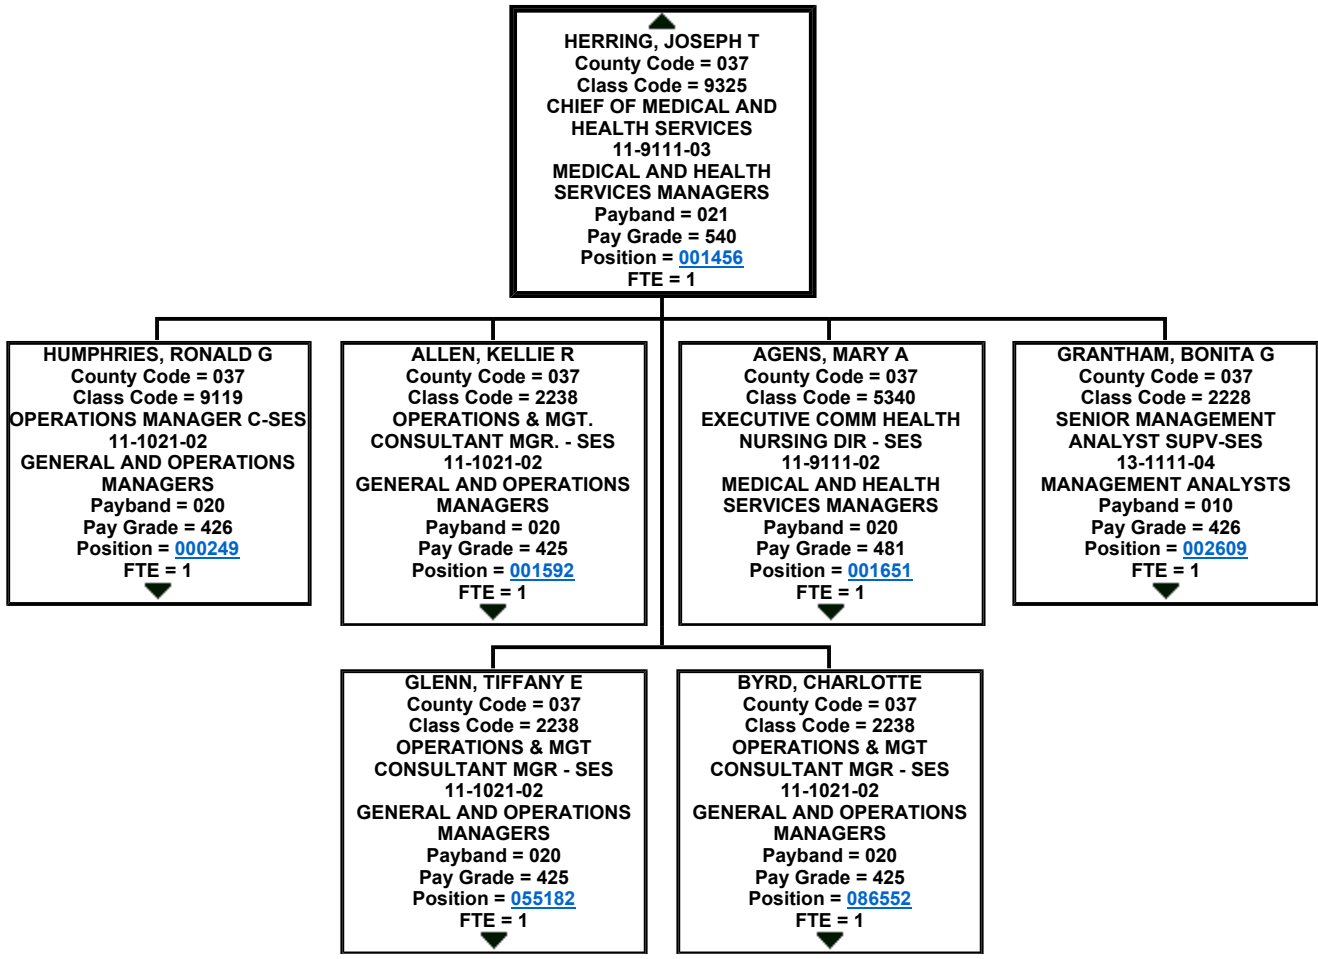 HERRING, JOSEPH T
County Code = 037
Class Code = 9325
CHIEF OF MEDICAL AND
HEALTH SERVICES
11-9111-03
MEDICAL AND HEALTH
SERVICES MANAGERS
Payband = 021
Pay Grade = 540
Position = 001456
FTE = 1
HUMPHRIES, RONALD G
County Code = 037
Class Code = 9119
OPERATIONS MANAGER C-SES
11-1021-02
GENERAL AND OPERATIONS
MANAGERS
Payband = 020
Pay Grade = 426
Position = 000249
FTE = 1
ALLEN, KELLIE R
County Code = 037
Class Code = 2238
OPERATIONS & MGT.
CONSULTANT MGR. - SES
11-1021-02
GENERAL AND OPERATIONS
MANAGERS
Payband = 020
Pay Grade = 425
Position = 001592
FTE = 1
AGENS, MARY A
County Code = 037
Class Code = 5340
EXECUTIVE COMM HEALTH
NURSING DIR - SES
11-9111-02
MEDICAL AND HEALTH
SERVICES MANAGERS
Payband = 020
Pay Grade = 481
Position = 001651
FTE = 1
GRANTHAM, BONITA G
County Code = 037
Class Code = 2228
SENIOR MANAGEMENT
ANALYST SUPV-SES
13-1111-04
MANAGEMENT ANALYSTS
Payband = 010
Pay Grade = 426
Position = 002609
FTE = 1
GLENN, TIFFANY E
County Code = 037
Class Code = 2238
OPERATIONS & MGT
CONSULTANT MGR - SES
11-1021-02
GENERAL AND OPERATIONS
MANAGERS
Payband = 020
Pay Grade = 425
Position = 055182
FTE = 1
BYRD, CHARLOTTE
County Code = 037
Class Code = 2238
OPERATIONS & MGT
CONSULTANT MGR - SES
11-1021-02
GENERAL AND OPERATIONS
MANAGERS
Payband = 020
Pay Grade = 425
Position = 086552
FTE = 1